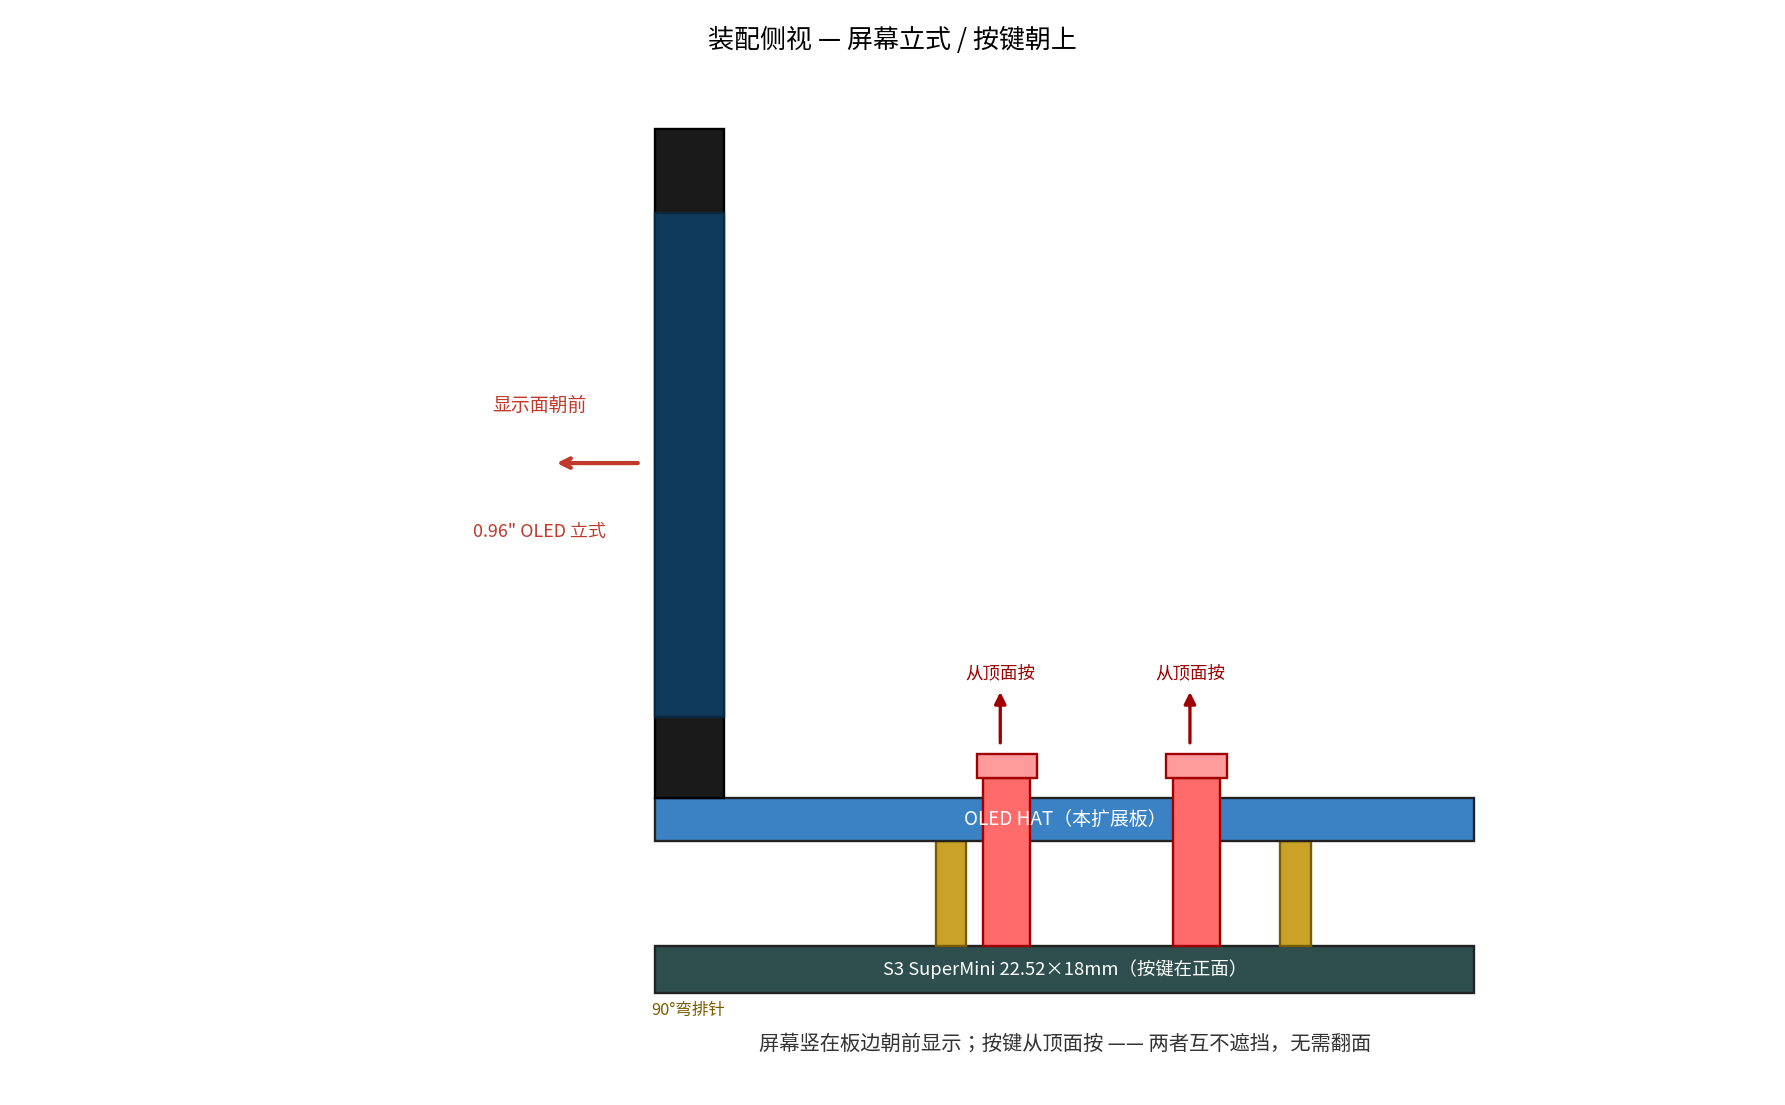 装配侧视 — 屏幕立式 / 按键朝上
显示面朝前
0.96" OLED 立式
从顶面按
从顶面按
OLED HAT（本扩展板）
S3 SuperMini 22.52×18mm（按键在正面）
90°弯排针
屏幕竖在板边朝前显示；按键从顶面按 —— 两者互不遮挡，无需翻面